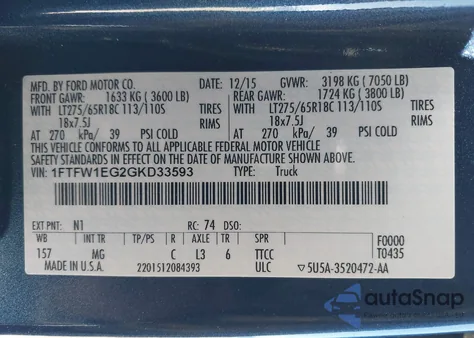 MFD. BY FORD MOTOR CO. 12/15 GVWR: 3198 KG ( 7050 LB)
FRONT GAWR: 1633 KG ( 3600 LB) REAR GAWR: 1724 KG ( 3800 LB)
WITH LT275/65R18C 113/110S TIRES WITH LT275/65R18C 113/110S TIRES
18x7.5J RIMS 18x7.5J RIMS
AT 270 kPa/ 39 PSI COLD AT 270 kPa/ 39 PSI COLD
THIS VEHICLE CONFORMS TO ALL APPLICABLE FEDERAL MOTOR VEHICLE
SAFETY STANDARDS IN EFFECT ON THE DATE OF MANUFACTURE SHOWN ABOVE.
VIN: 1FTFW1EG2GKD33593 TYPE: Truck
EXT PNT: N1 RC: 74 DSO:
WB INT TR TP/PS R AXLE TR SPR F0000
157 MG C L3 6 TTCC T0435
MADE IN U.S.A. 2201512084393 ULC ▽5U5A-3520472-AA
autoSnap
by AUTOBIDMASTER